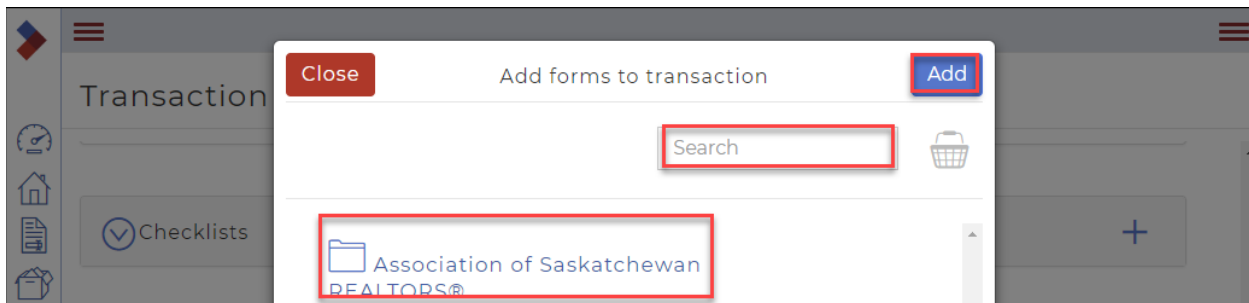 Close
Add forms to transaction
Add
Transaction
Search
Checklists
Association of Saskatchewan
REALTORS®